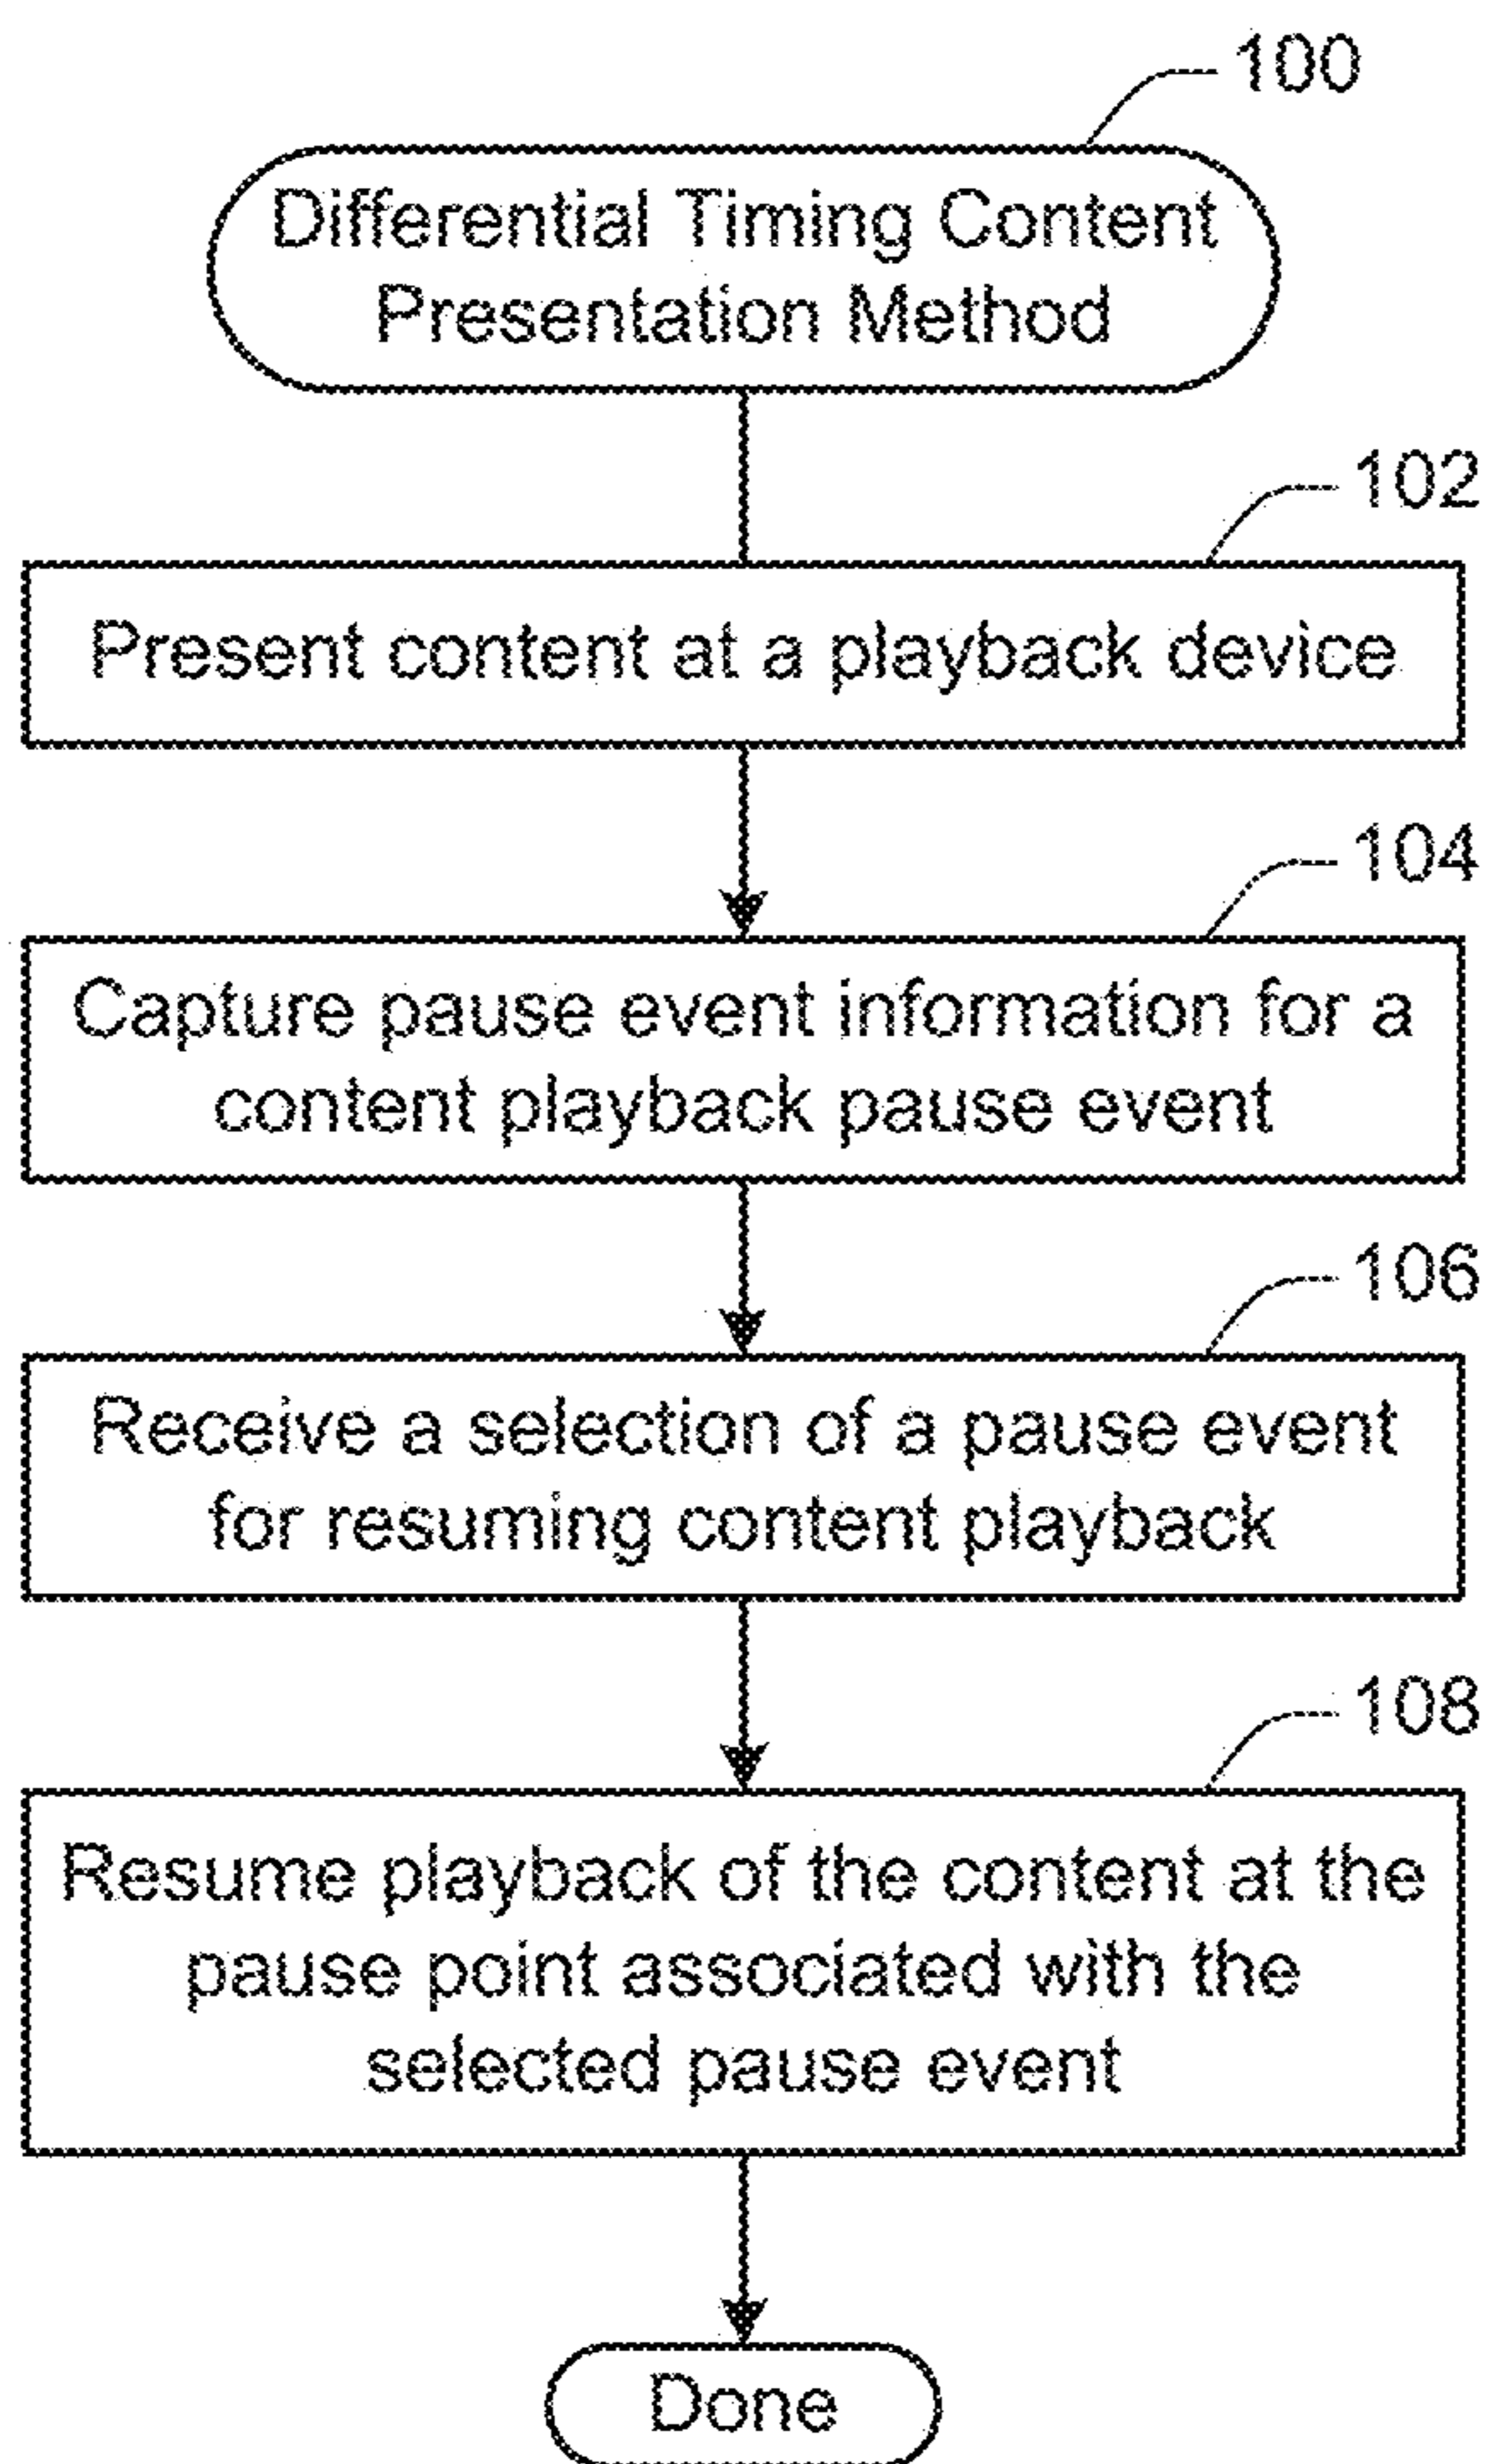 100
Differential Timing Content
Presentation Method
102
Present content at a playback device
104
Capture pause event information for a
content playback pause event
106
Receive a selection of a pause event
for resuming content playback
108
Resume playback of the content at the
pause point associated with the
selected pause event
Done